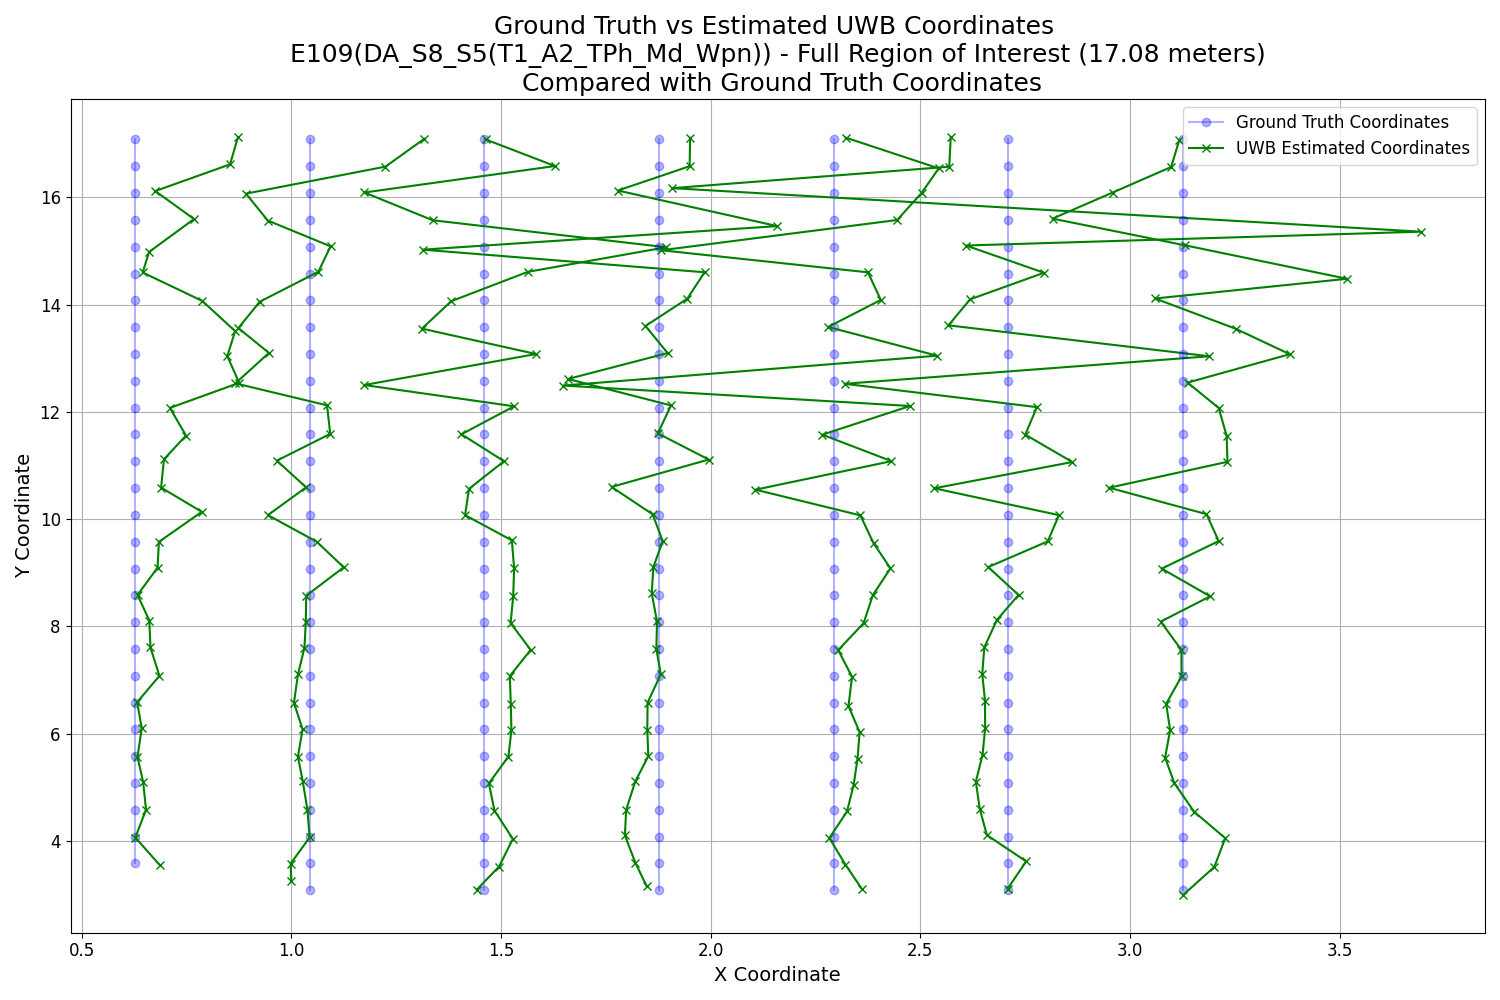 Ground Truth vs Estimated UWB Coordinates
E109(DA_S8_S5(T1_A2_TPh_Md_Wpn)) - Full Region of Interest (17.08 meters)
Compared with Ground Truth Coordinates
Ground Truth Coordinates
UWB Estimated Coordinates
Y Coordinate
16
14
12
10
8
6
4
0.5 1.0 1.5 2.0 2.5 3.0 3.5
X Coordinate